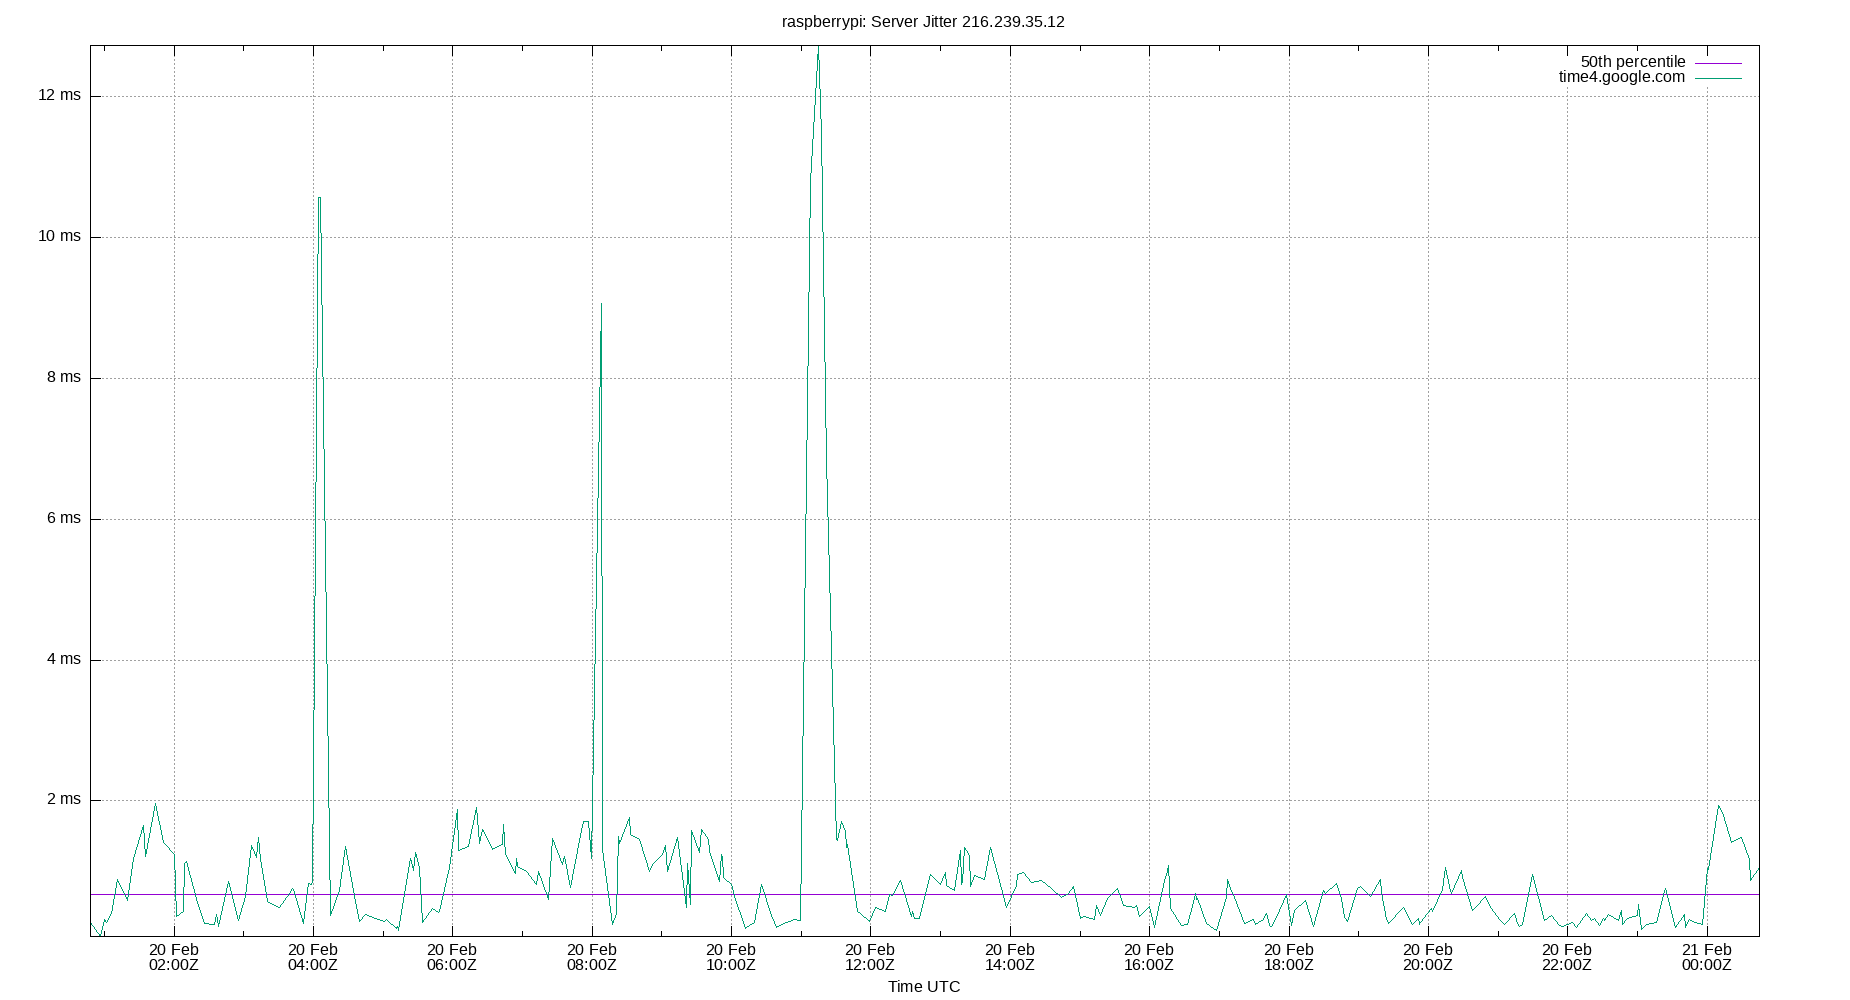 raspberrypi: Server Jitter 216.239.35.12
50th percentile
time4.google.com
12 ms
10 ms
8 ms
6 ms
4 ms
2 ms
20 Feb 20 Feb 20 Feb 20 Feb 20 Feb 20 Feb 20 Feb 20 Feb 20 Feb 20 Feb 20 Feb 21 Feb
02:00Z 04:00Z 06:00Z 08:00Z 10:00Z 12:00Z 14:00Z 16:00Z 18:00Z 20:00Z 22:00Z 00:00Z
Time UTC